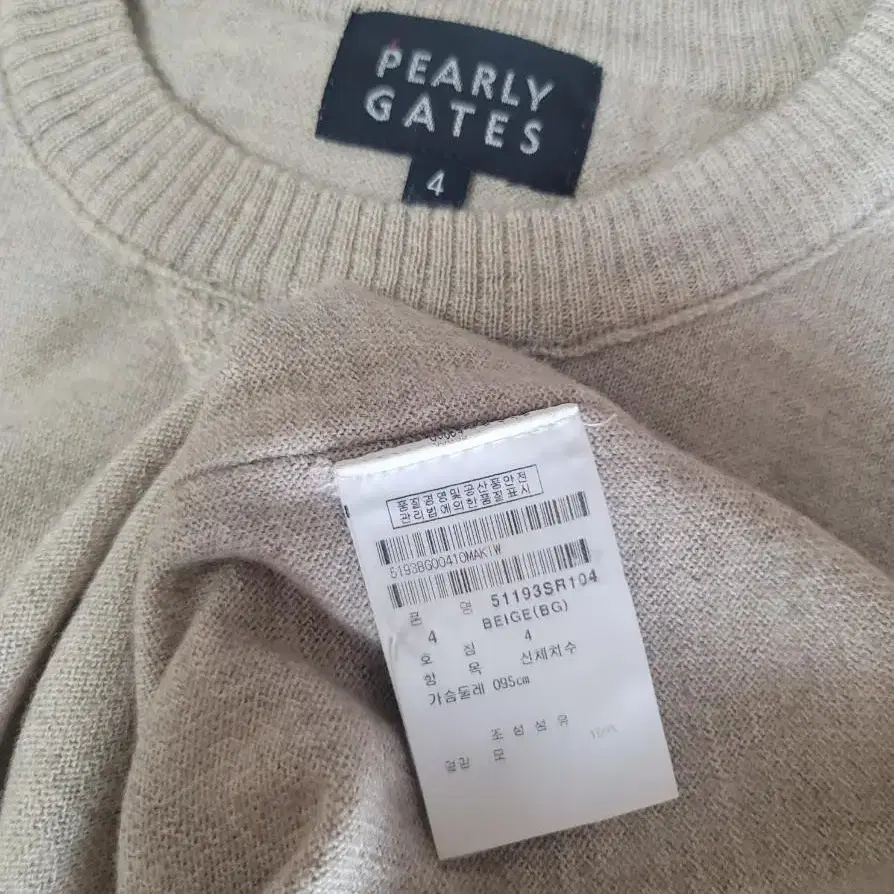 PEARLY
GATES
4
품질경영및공산품안전
관리법에의한품질표시
5193BG00410MAKIW
품 명 51193SR104
4 BEIGE(BG)
호 칭 4
항 목 신체치수
가슴둘레 095cm
조성섬유
겉감 모 100%